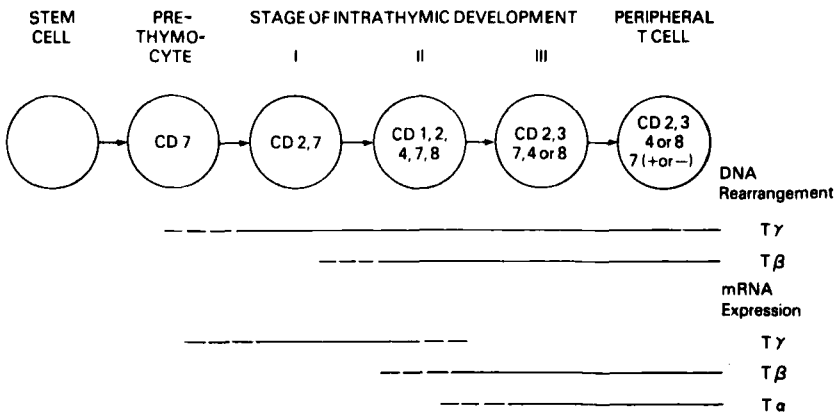 STEM CELL
PRE-THYMO-CYTE
STAGE OF INTRATHYMIC DEVELOPMENT
PERIPHERAL T CELL
I
II
III
CD 7
CD 2, 7
CD 1, 2,
4, 7, 8
CD 2, 3
7, 4 or 8
CD 2, 3
4 or 8
7 (+or−)
DNA
Rearrangement
Tγ
Tβ
mRNA
Expression
Tγ
Tβ
Tα